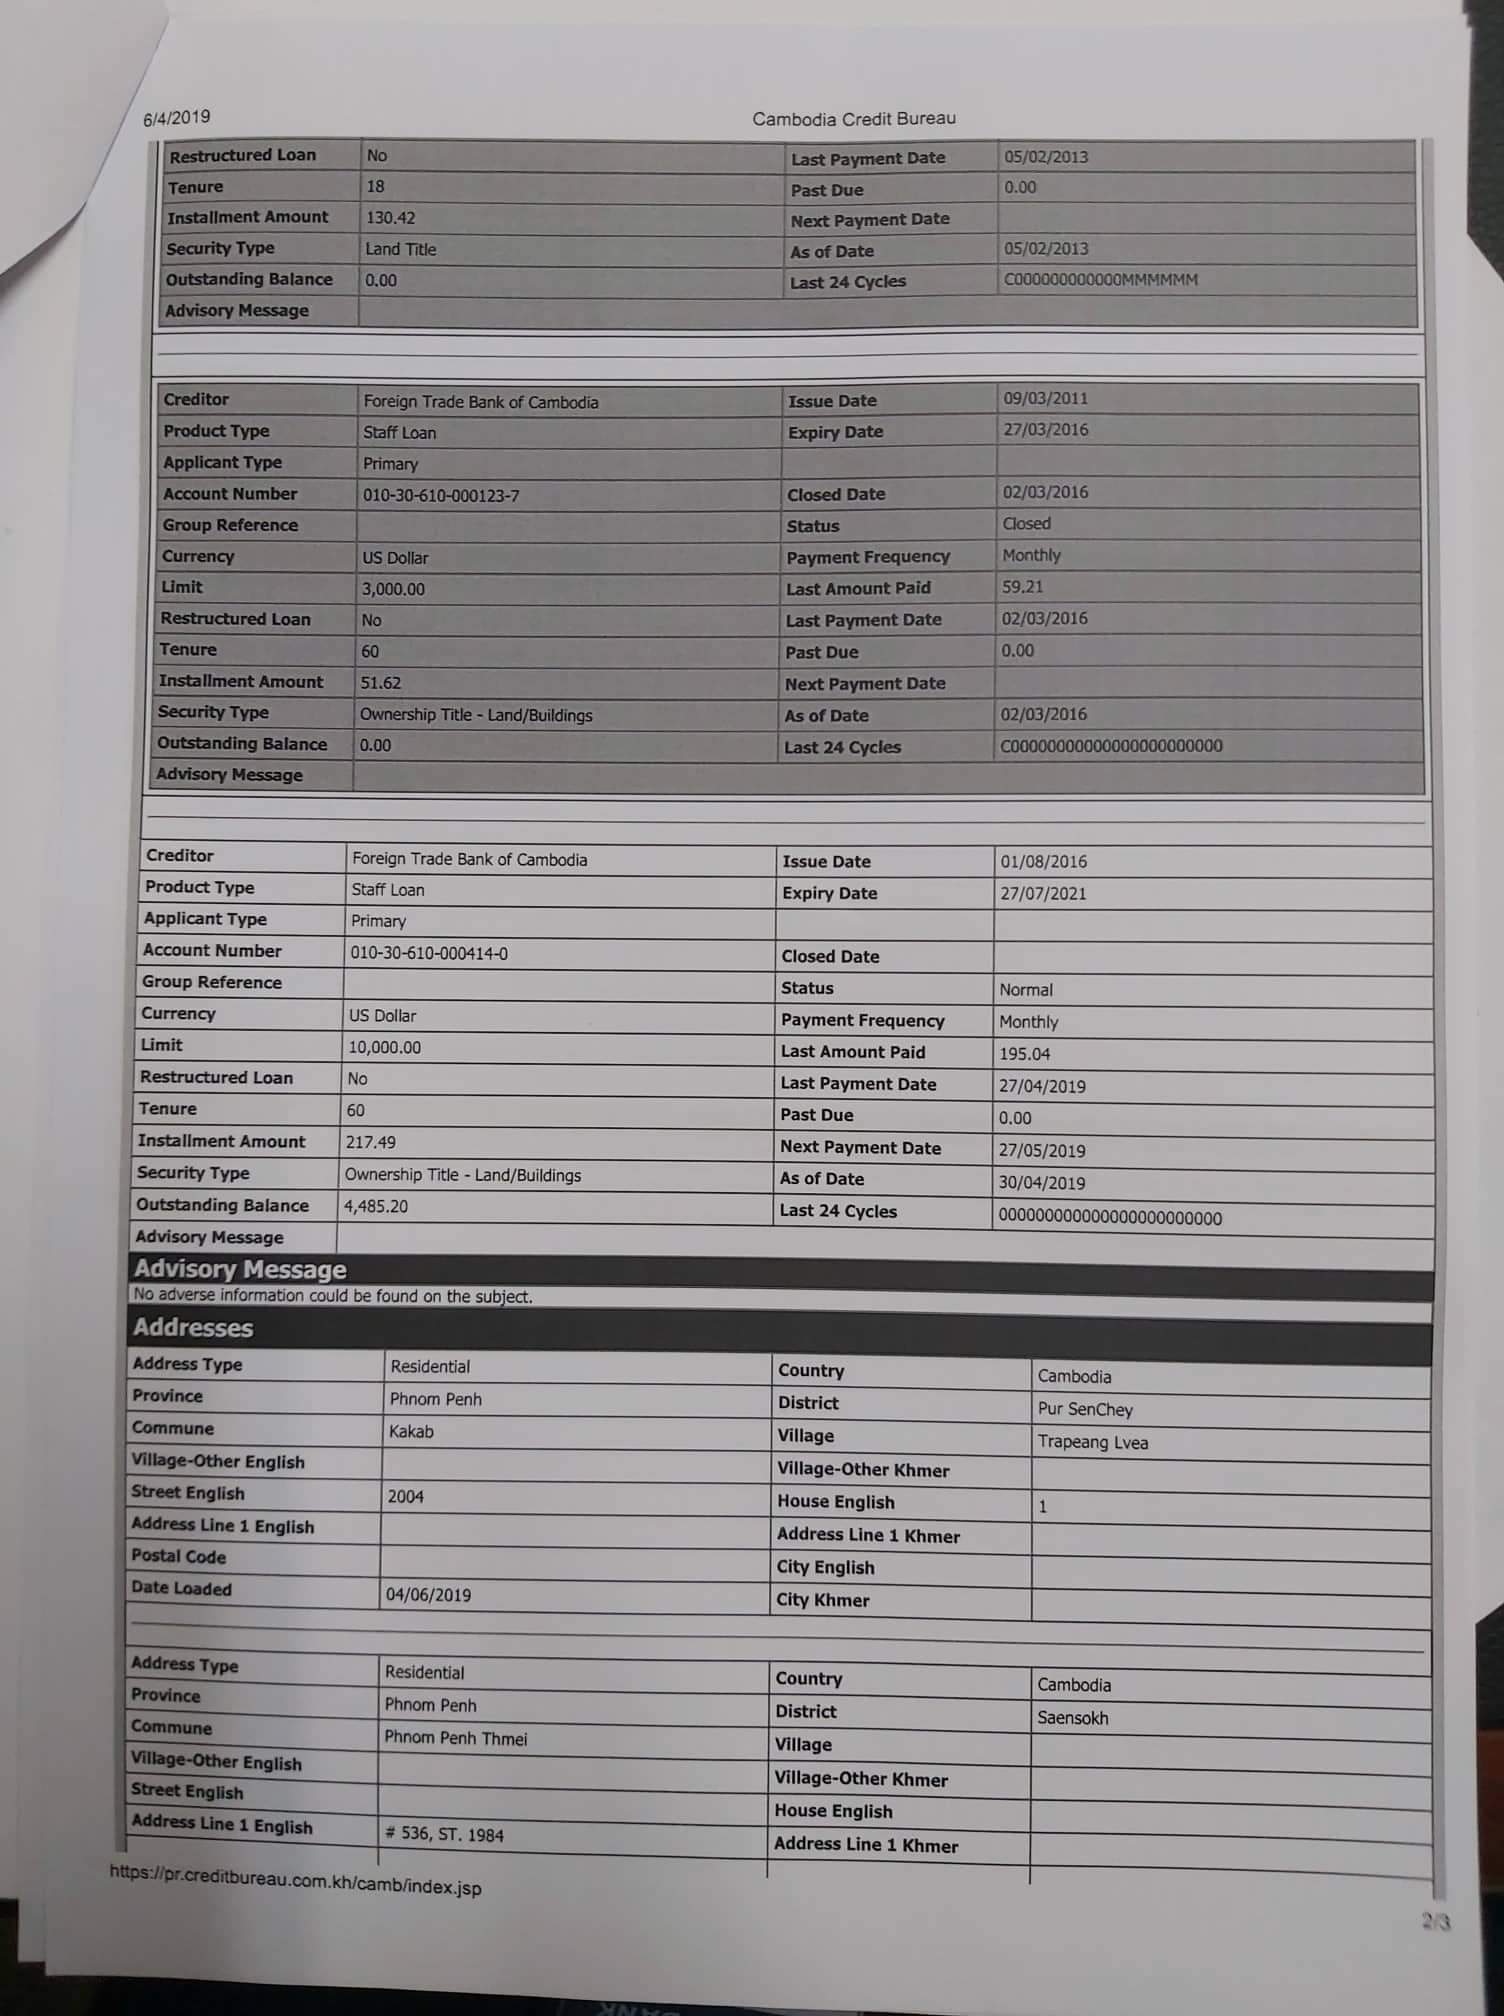 6/4/2019 Cambodia Credit Bureau
Restructured Loan No Last Payment Date 05/02/2013
Tenure 18 Past Due 0.00
Installment Amount 130.42 Next Payment Date
Security Type Land Title As of Date 05/02/2013
Outstanding Balance 0.00 Last 24 Cycles C000000000000MMMMMM
Advisory Message
Creditor Foreign Trade Bank of Cambodia Issue Date 09/03/2011
Product Type Staff Loan Expiry Date 27/03/2016
Applicant Type Primary
Account Number 010-30-610-000123-7 Closed Date 02/03/2016
Group Reference Status Closed
Currency US Dollar Payment Frequency Monthly
Limit 3,000.00 Last Amount Paid 59.21
Restructured Loan No Last Payment Date 02/03/2016
Tenure 60 Past Due 0.00
Installment Amount 51.62 Next Payment Date
Security Type Ownership Title - Land/Buildings As of Date 02/03/2016
Outstanding Balance 0.00 Last 24 Cycles C00000000000000000000000
Advisory Message
Creditor Foreign Trade Bank of Cambodia Issue Date 01/08/2016
Product Type Staff Loan Expiry Date 27/07/2021
Applicant Type Primary
Account Number 010-30-610-000414-0 Closed Date
Group Reference Status Normal
Currency US Dollar Payment Frequency Monthly
Limit 10,000.00 Last Amount Paid 195.04
Restructured Loan No Last Payment Date 27/04/2019
Tenure 60 Past Due 0.00
Installment Amount 217.49 Next Payment Date 27/05/2019
Security Type Ownership Title - Land/Buildings As of Date 30/04/2019
Outstanding Balance 4,485.20 Last 24 Cycles 000000000000000000000000
Advisory Message
Advisory Message
No adverse information could be found on the subject.
Addresses
Address Type Residential Country Cambodia
Province Phnom Penh District Pur SenChey
Commune Kakab Village Trapeang Lvea
Village-Other English Village-Other Khmer
Street English 2004 House English 1
Address Line 1 English Address Line 1 Khmer
Postal Code City English
Date Loaded 04/06/2019 City Khmer
Address Type Residential Country Cambodia
Province Phnom Penh District Saensokh
Commune Phnom Penh Thmei Village
Village-Other English Village-Other Khmer
Street English House English
Address Line 1 English # 536, ST. 1984 Address Line 1 Khmer
https://pr.creditbureau.com.kh/camb/index.jsp
2/3